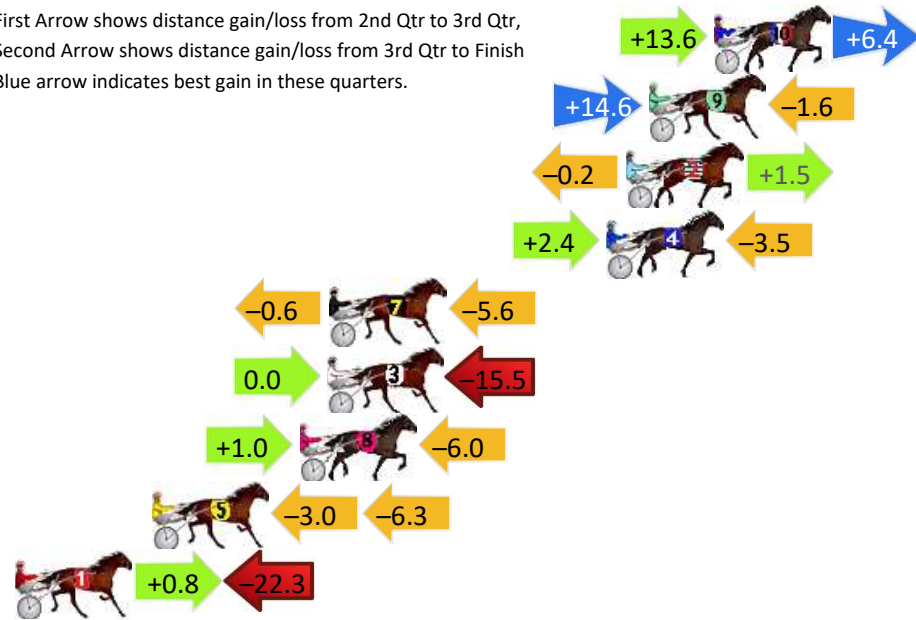 First Arrow shows distance gain/loss from 2nd Qtr to 3rd Qtr,
Second Arrow shows distance gain/loss from 3rd Qtr to Finish
Blue arrow indicates best gain in these quarters.
+13.6 10 +6.4
+14.6 9 –1.6
–0.2 +1.5
+2.4 4 –3.5
–0.6 7 –5.6
0.0 3 –15.5
+1.0 8 –6.0
5 –3.0 –6.3
1 +0.8 –22.3